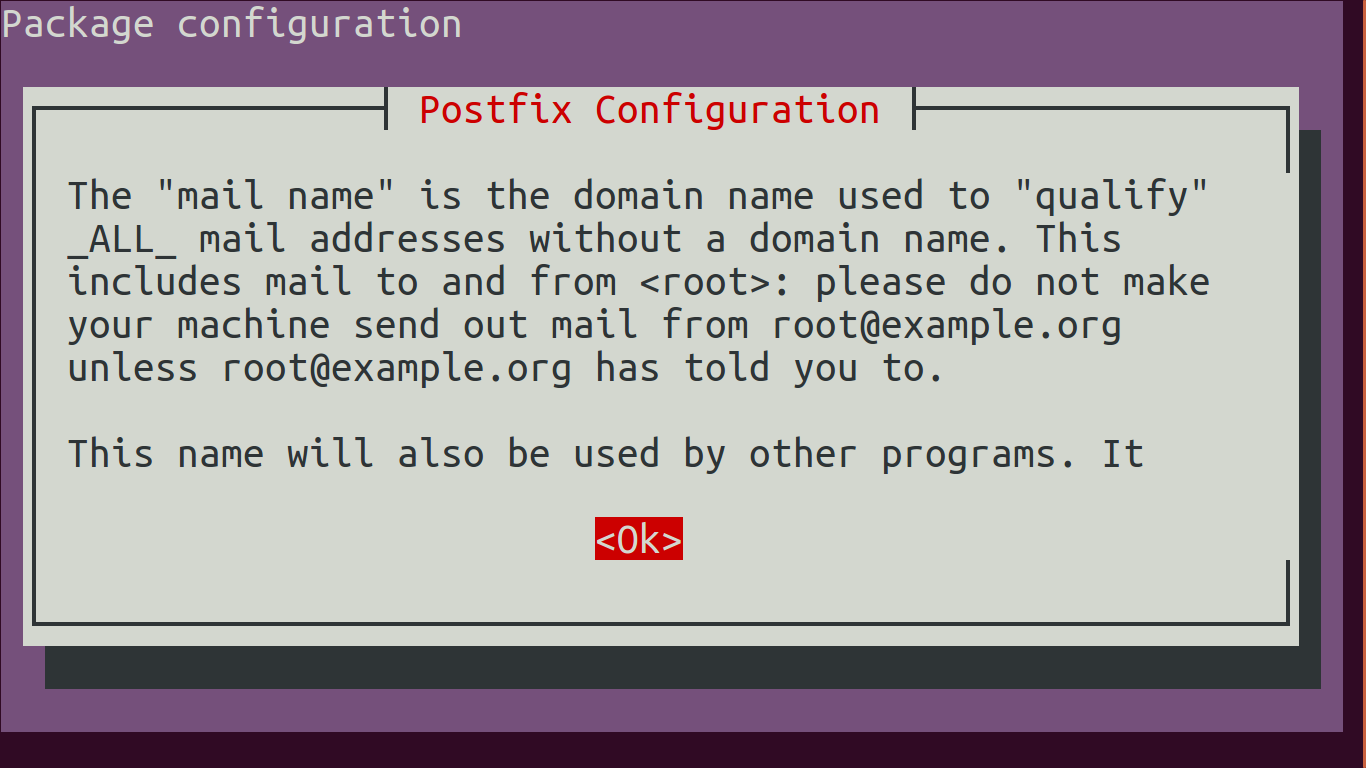 Package configuration
Postfix Configuration
The "mail name" is the domain name used to "qualify"
_ALL_ mail addresses without a domain name. This
includes mail to and from <root>: please do not make
your machine send out mail from root@example.org
unless root@example.org has told you to.
This name will also be used by other programs. It
<Ok>